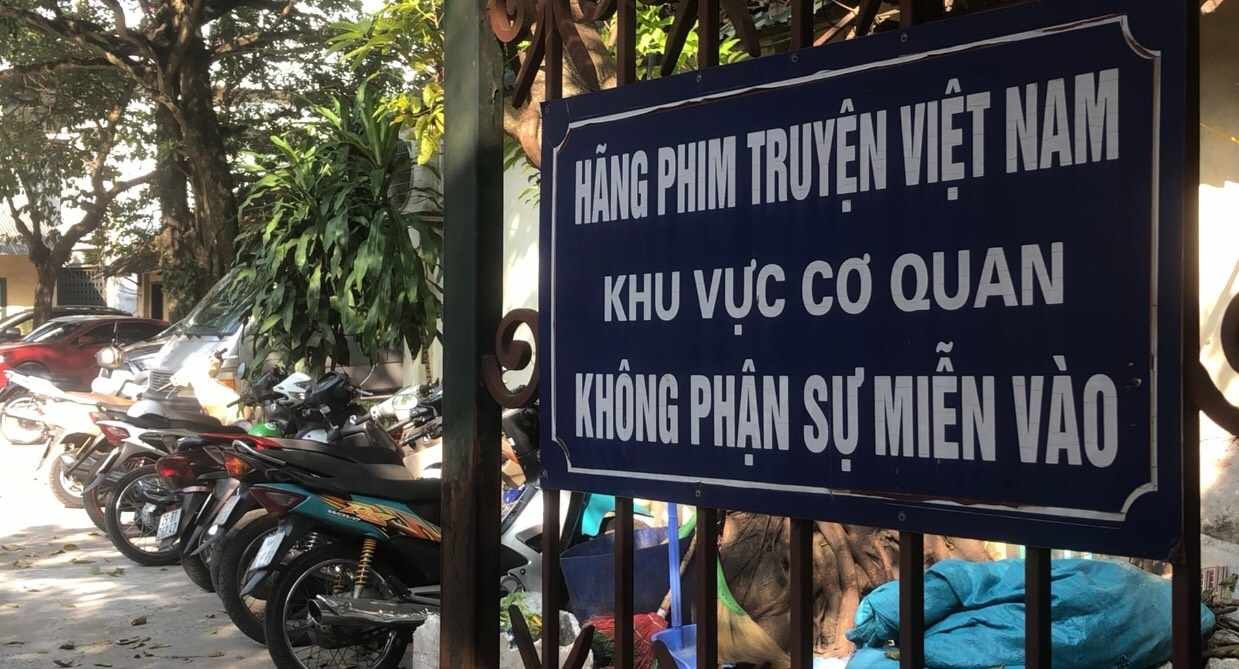 HÃNG PHIM TRUYỆN VIỆT NAM
KHU VỰC CƠ QUAN
KHÔNG PHẬN SỰ MIỄN VÀO